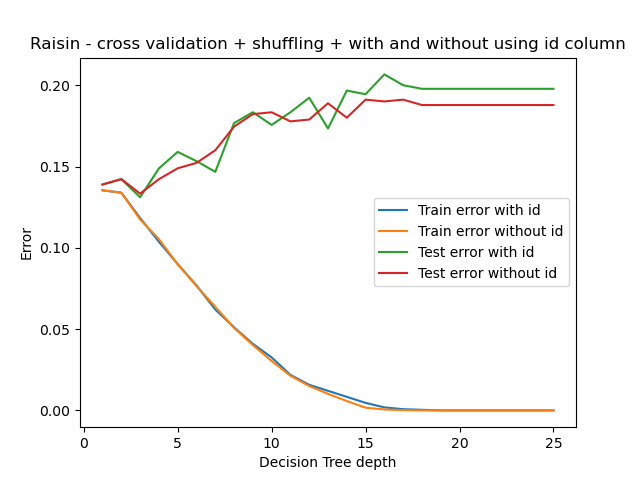 Raisin - cross validation + shuffling + with and without using id column
0.20
0.15
0.10
0.05
0.00
Error
Train error with id
Train error without id
Test error with id
Test error without id
0 5 10 15 20 25
Decision Tree depth